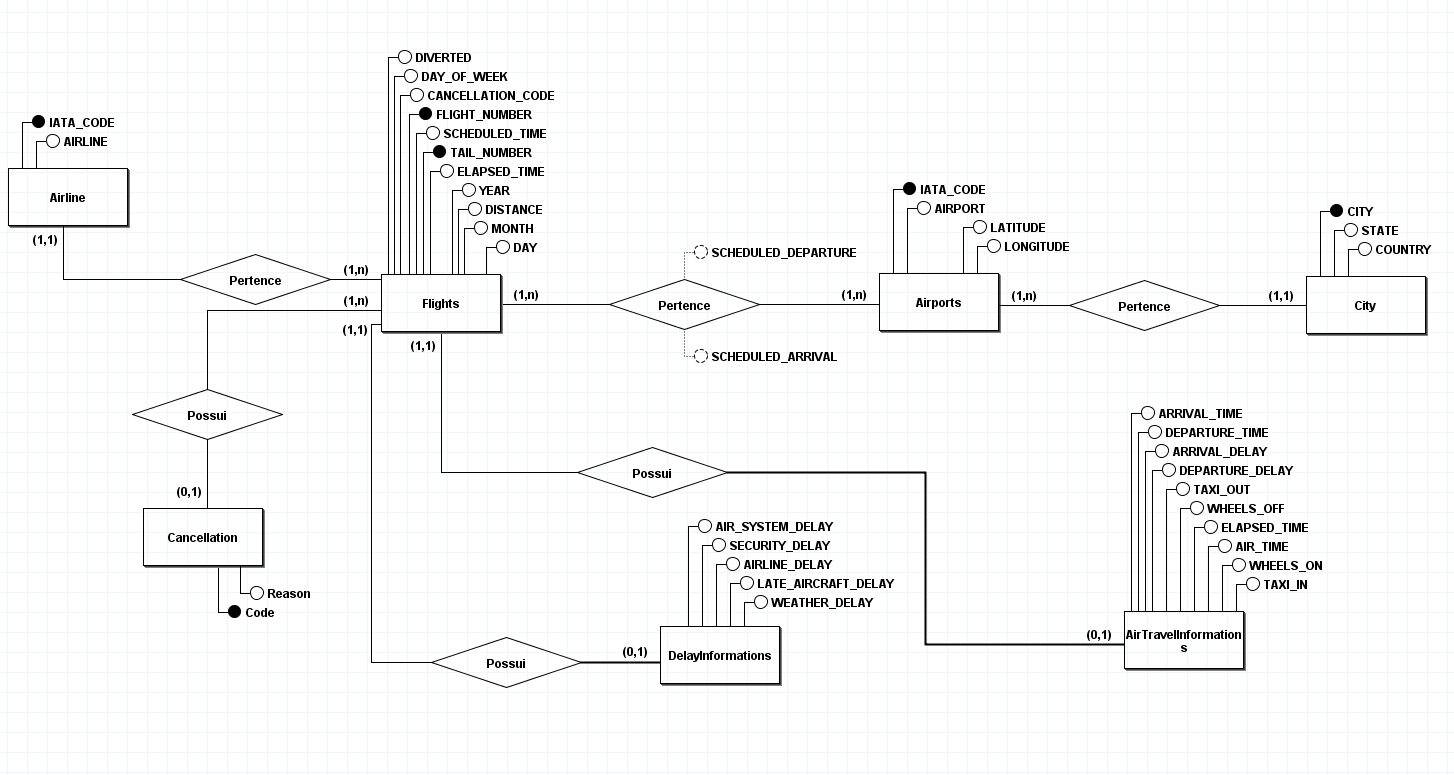 DIVERTED
DAY_OF_WEEK
CANCELLATION_CODE
FLIGHT_NUMBER
SCHEDULED_TIME
TAIL_NUMBER
ELAPSED_TIME
YEAR
DISTANCE
MONTH
DAY
IATA_CODE
AIRLINE
Airline
(1,1)
Pertence
(1,n)
Flights
(1,n)
(1,1)
(1,1)
(1,n)
SCHEDULED_DEPARTURE
Pertence
SCHEDULED_ARRIVAL
(1,n)
IATA_CODE
AIRPORT
LATITUDE
LONGITUDE
Airports
(1,n)
Pertence
(1,1)
CITY
STATE
COUNTRY
City
Possui
(0,1)
Cancellation
Reason
Code
Possui
(0,1)
ARRIVAL_TIME
DEPARTURE_TIME
ARRIVAL_DELAY
DEPARTURE_DELAY
TAXI_OUT
WHEELS_OFF
ELAPSED_TIME
AIR_TIME
WHEELS_ON
TAXI_IN
AirTravelInformation
s
AIR_SYSTEM_DELAY
SECURITY_DELAY
AIRLINE_DELAY
LATE_AIRCRAFT_DELAY
WEATHER_DELAY
Possui
(0,1)
DelayInformations